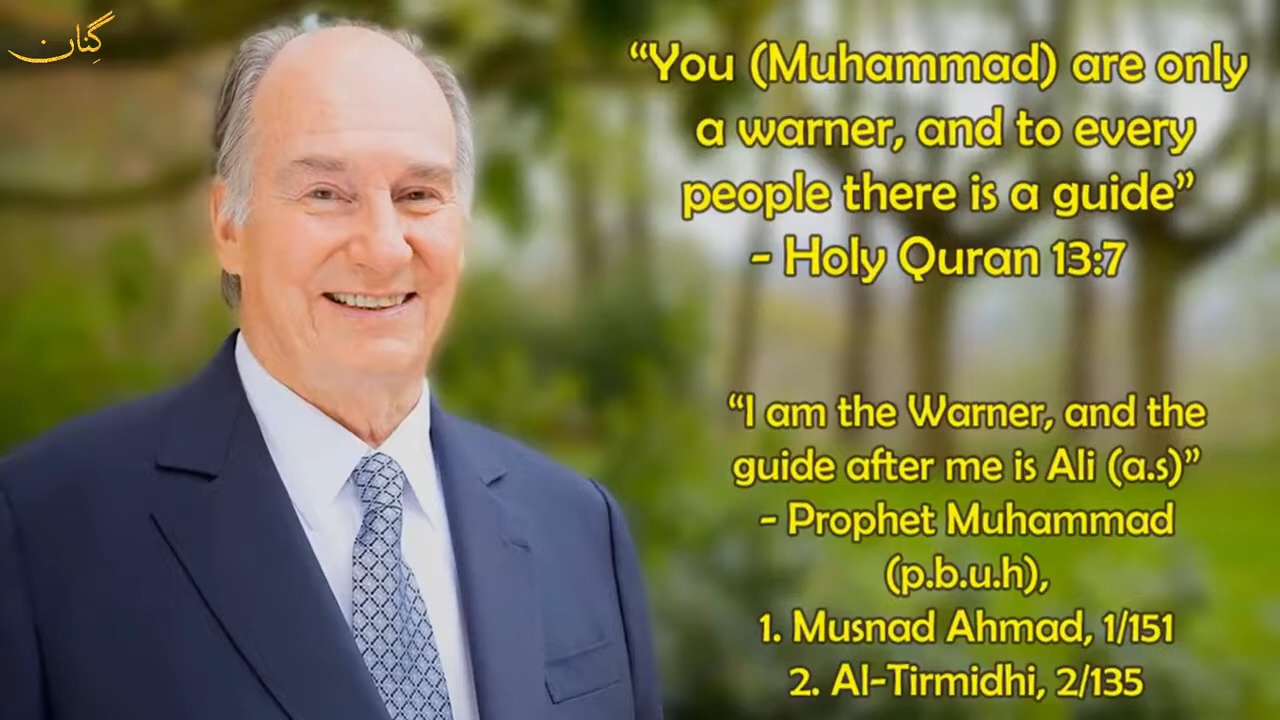 گِنان
“You (Muhammad) are only
a warner, and to every
people there is a guide”
- Holy Quran 13:7
“I am the Warner, and the
guide after me is Ali (a.s)”
- Prophet Muhammad
(p.b.u.h),
1. Musnad Ahmad, 1/151
2. Al-Tirmidhi, 2/135